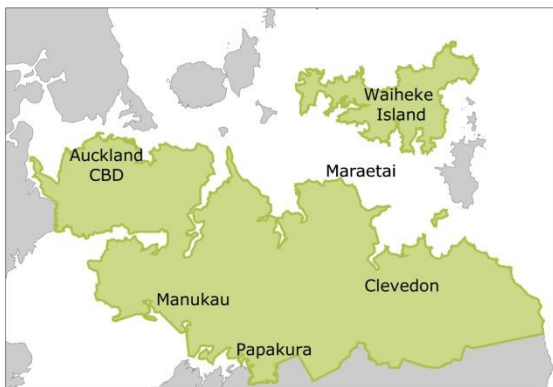 Waiheke
Island
Auckland
CBD
Maraetai
Clevedon
Manukau
Papakura